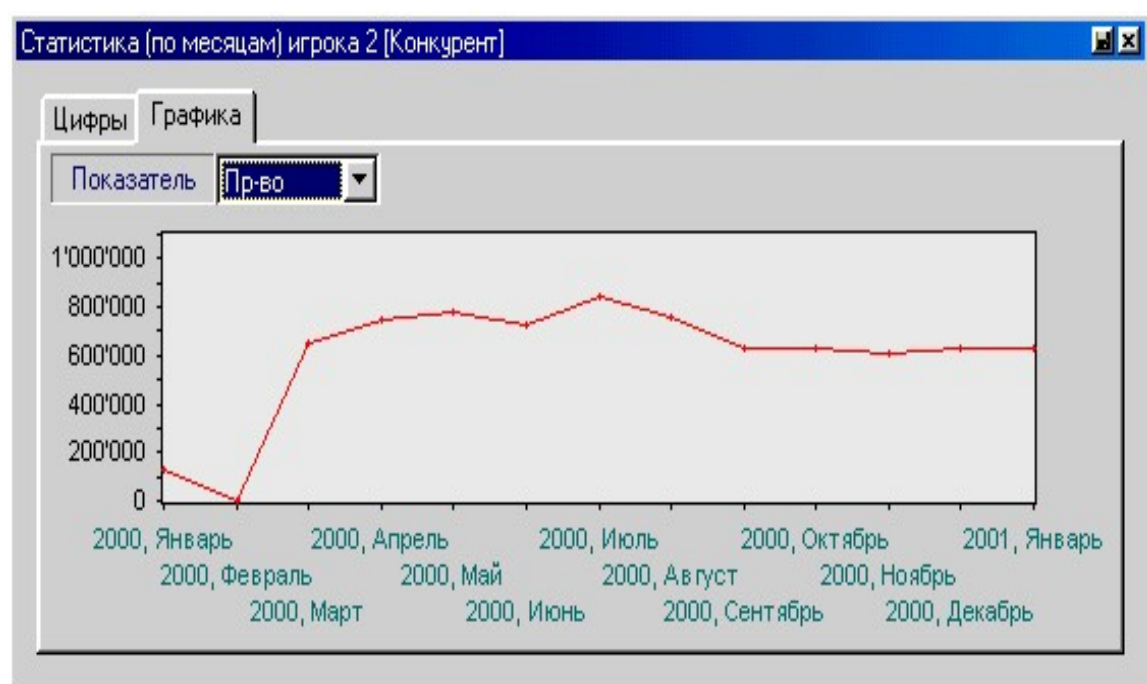 Статистика (по месяцам) игрока 2 [Конкурент]
Цифры Графика
Показатель Пр-во
1'000'000
800'000
600'000
400'000
200'000
0
2000, Январь 2000, Апрель 2000, Июль 2000, Октябрь 2001, Январь
2000, Февраль 2000, Май 2000, Август 2000, Ноябрь
2000, Март 2000, Июнь 2000, Сентябрь 2000, Декабрь